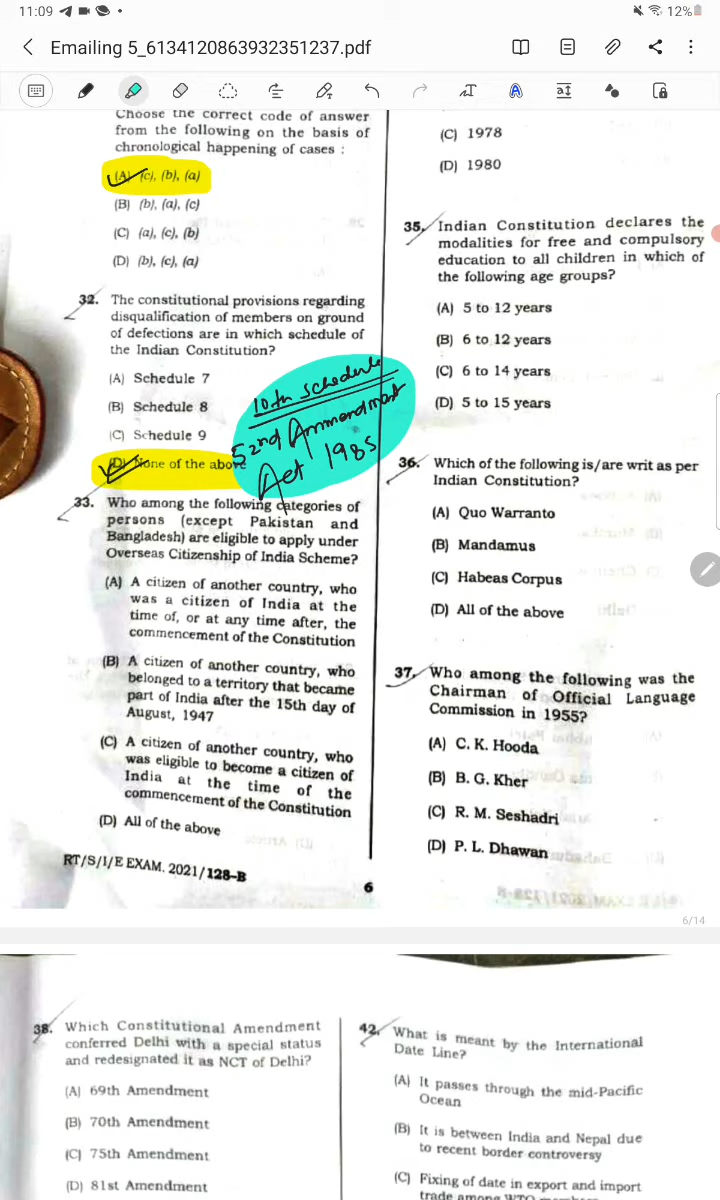 11:09
12%
Emailing 5_6134120863932351237.pdf
Choose the correct code of answer
from the following on the basis of
chronological happening of cases :
(A) (c), (b), (a)
(B) (b), (a), (c)
(C) (a), (c), (b)
(D) (b), (c), (a)
32. The constitutional provisions regarding
disqualification of members on ground
of defections are in which schedule of
the Indian Constitution?
(A) Schedule 7
(B) Schedule 8
(C) Schedule 9
(D) None of the above
10th Schedule
52nd Ammendment
Act 1985
33. Who among the following categories of
persons (except Pakistan and
Bangladesh) are eligible to apply under
Overseas Citizenship of India Scheme?
(A) A citizen of another country, who
was a citizen of India at the
time of, or at any time after, the
commencement of the Constitution
(B) A citizen of another country, who
belonged to a territory that became
part of India after the 15th day of
August, 1947
(C) A citizen of another country, who
was eligible to become a citizen of
India at the time of the
commencement of the Constitution
(D) All of the above
RT/S/I/E EXAM. 2021/128-B
6
(C) 1978
(D) 1980
35. Indian Constitution declares the
modalities for free and compulsory
education to all children in which of
the following age groups?
(A) 5 to 12 years
(B) 6 to 12 years
(C) 6 to 14 years
(D) 5 to 15 years
36. Which of the following is/are writ as per
Indian Constitution?
(A) Quo Warranto
(B) Mandamus
(C) Habeas Corpus
(D) All of the above
37. Who among the following was the
Chairman of Official Language
Commission in 1955?
(A) C. K. Hooda
(B) B. G. Kher
(C) R. M. Seshadri
(D) P. L. Dhawan
6/14
38. Which Constitutional Amendment
conferred Delhi with a special status
and redesignated it as NCT of Delhi?
(A) 69th Amendment
(B) 70th Amendment
(C) 75th Amendment
(D) 81st Amendment
42. What is meant by the International
Date Line?
(A) It passes through the mid-Pacific
Ocean
(B) It is between India and Nepal due
to recent border controversy
(C) Fixing of date in export and import
trade among WTO